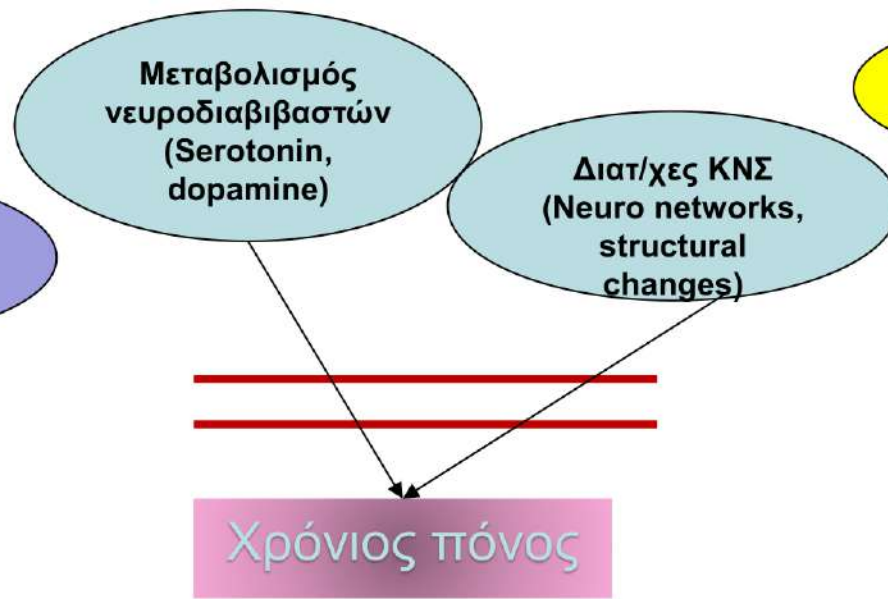 Μεταβολισμός
νευροδιαβιβαστών
(Serotonin,
dopamine)
Διατ/χες ΚΝΣ
(Neuro networks,
structural
changes)
Χρόνιος πόνος